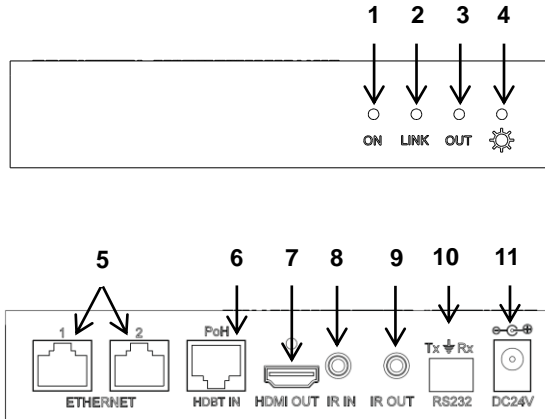 1 2 3 4
ON LINK OUT
5 6 7 8 9 10 11
1 2 PoH Tx Rx
ETHERNET HDBT IN HDMI OUT IR IN IR OUT RS232 DC24V